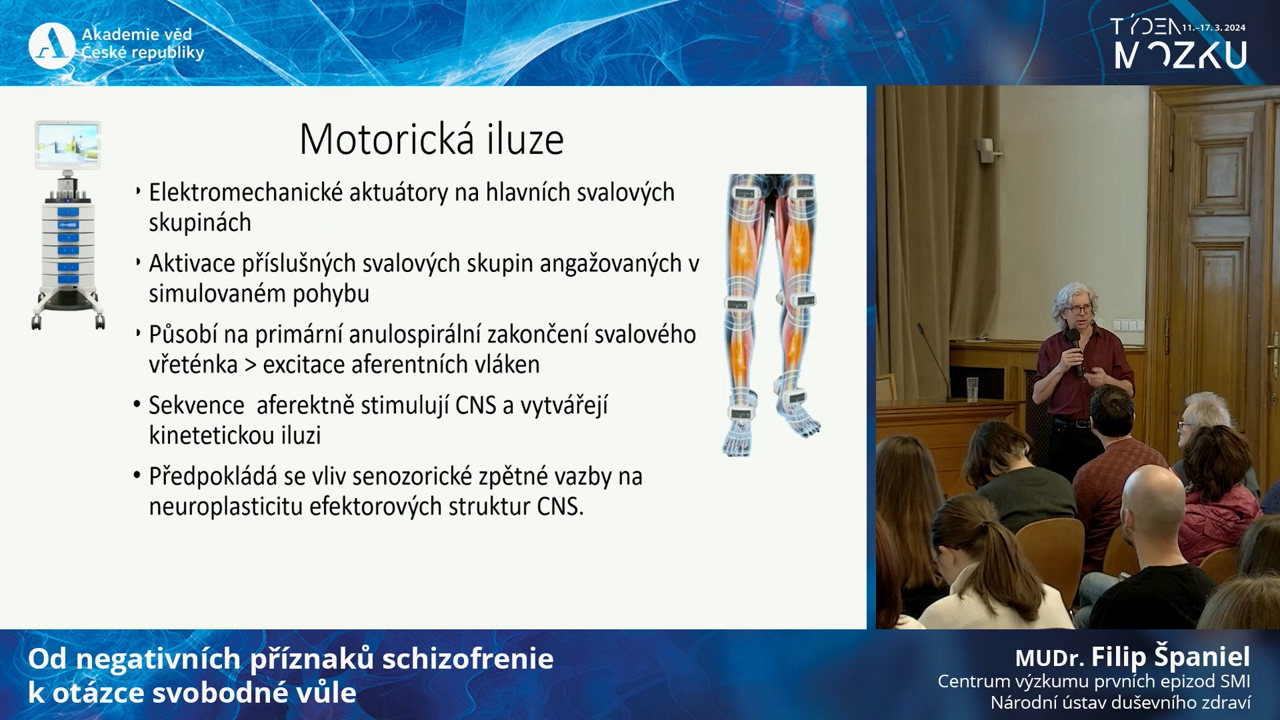 Akademie věd
České republiky
TÝDEN 11.–17. 3. 2024
MOZKU
Motorická iluze
Elektromechanické aktuátory na hlavních svalových
skupinách
Aktivace příslušných svalových skupin angažovaných v
simulovaném pohybu
Působí na primární anulospirální zakončení svalového
vřeténka > excitace aferentních vláken
Sekvence  aferektně stimulují CNS a vytvářejí
kinetetickou iluzi
Předpokládá se vliv senozorické zpětné vazby na
neuroplasticitu efektorových struktur CNS.
Od negativních příznaků schizofrenie
k otázce svobodné vůle
MUDr. Filip Španiel
Centrum výzkumu prvních epizod SMI
Národní ústav duševního zdraví